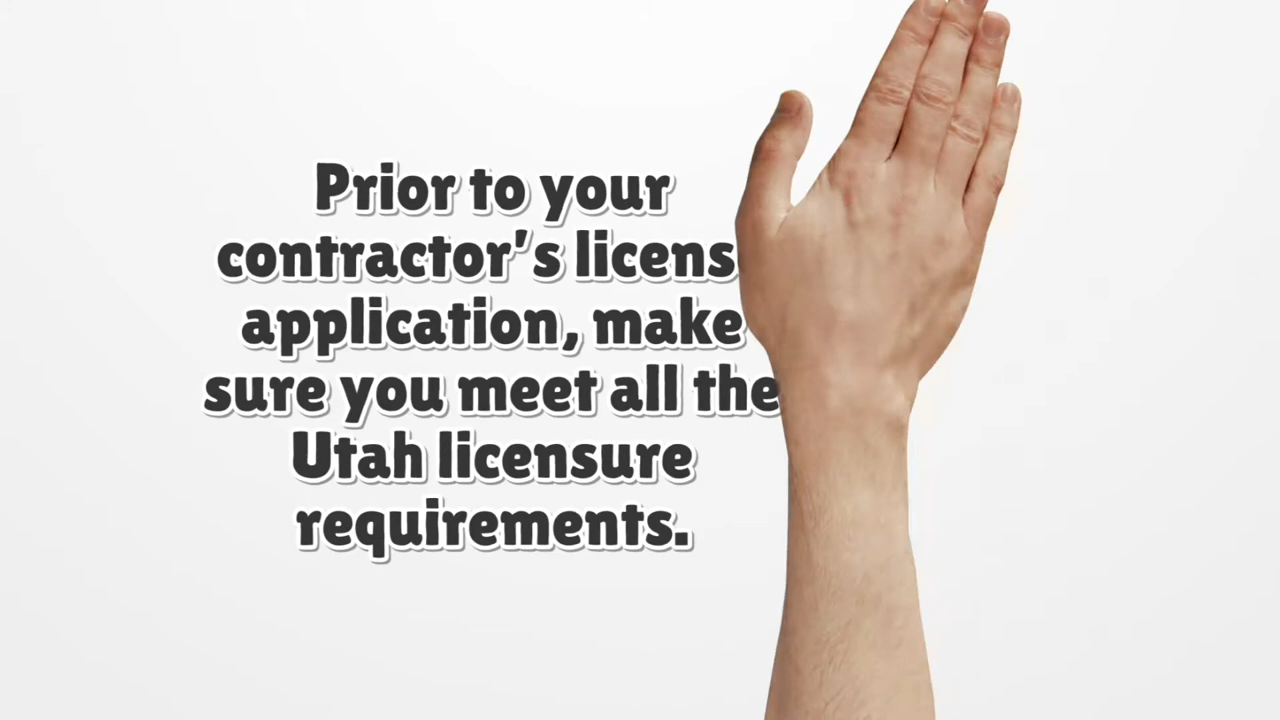 Prior to your
contractor's licens
application, make
sure you meet all the
Utah licensure
requirements.